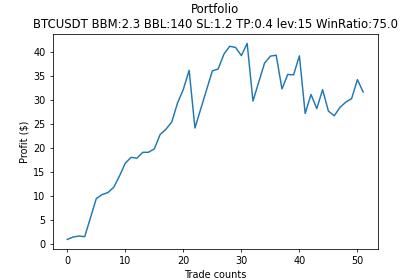 Portfolio
BTCUSDT BBM:2.3 BBL:140 SL:1.2 TP:0.4 lev:15 WinRatio:75.0
40
35
30
25
20
15
10
5
0
Profit ($)
0 10 20 30 40 50
Trade counts